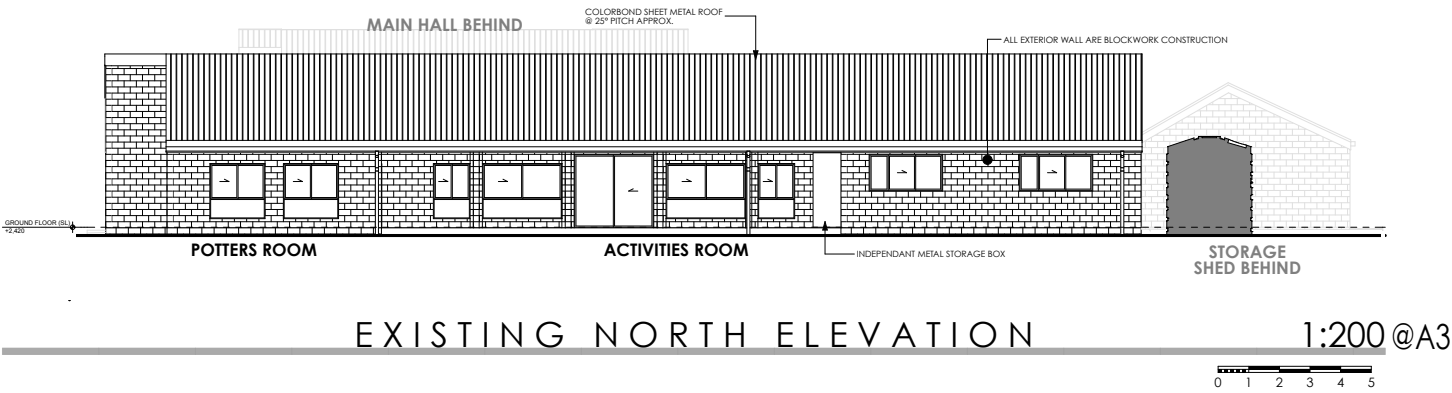 COLORBOND SHEET METAL ROOF
@ 25° PITCH APPROX.
MAIN HALL BEHIND
ALL EXTERIOR WALL ARE BLOCKWORK CONSTRUCTION
GROUND FLOOR (SL)
+2,420
POTTERS ROOM
ACTIVITIES ROOM
INDEPENDANT METAL STORAGE BOX
STORAGE
SHED BEHIND
EXISTING NORTH ELEVATION
1:200 @A3
0 1 2 3 4 5